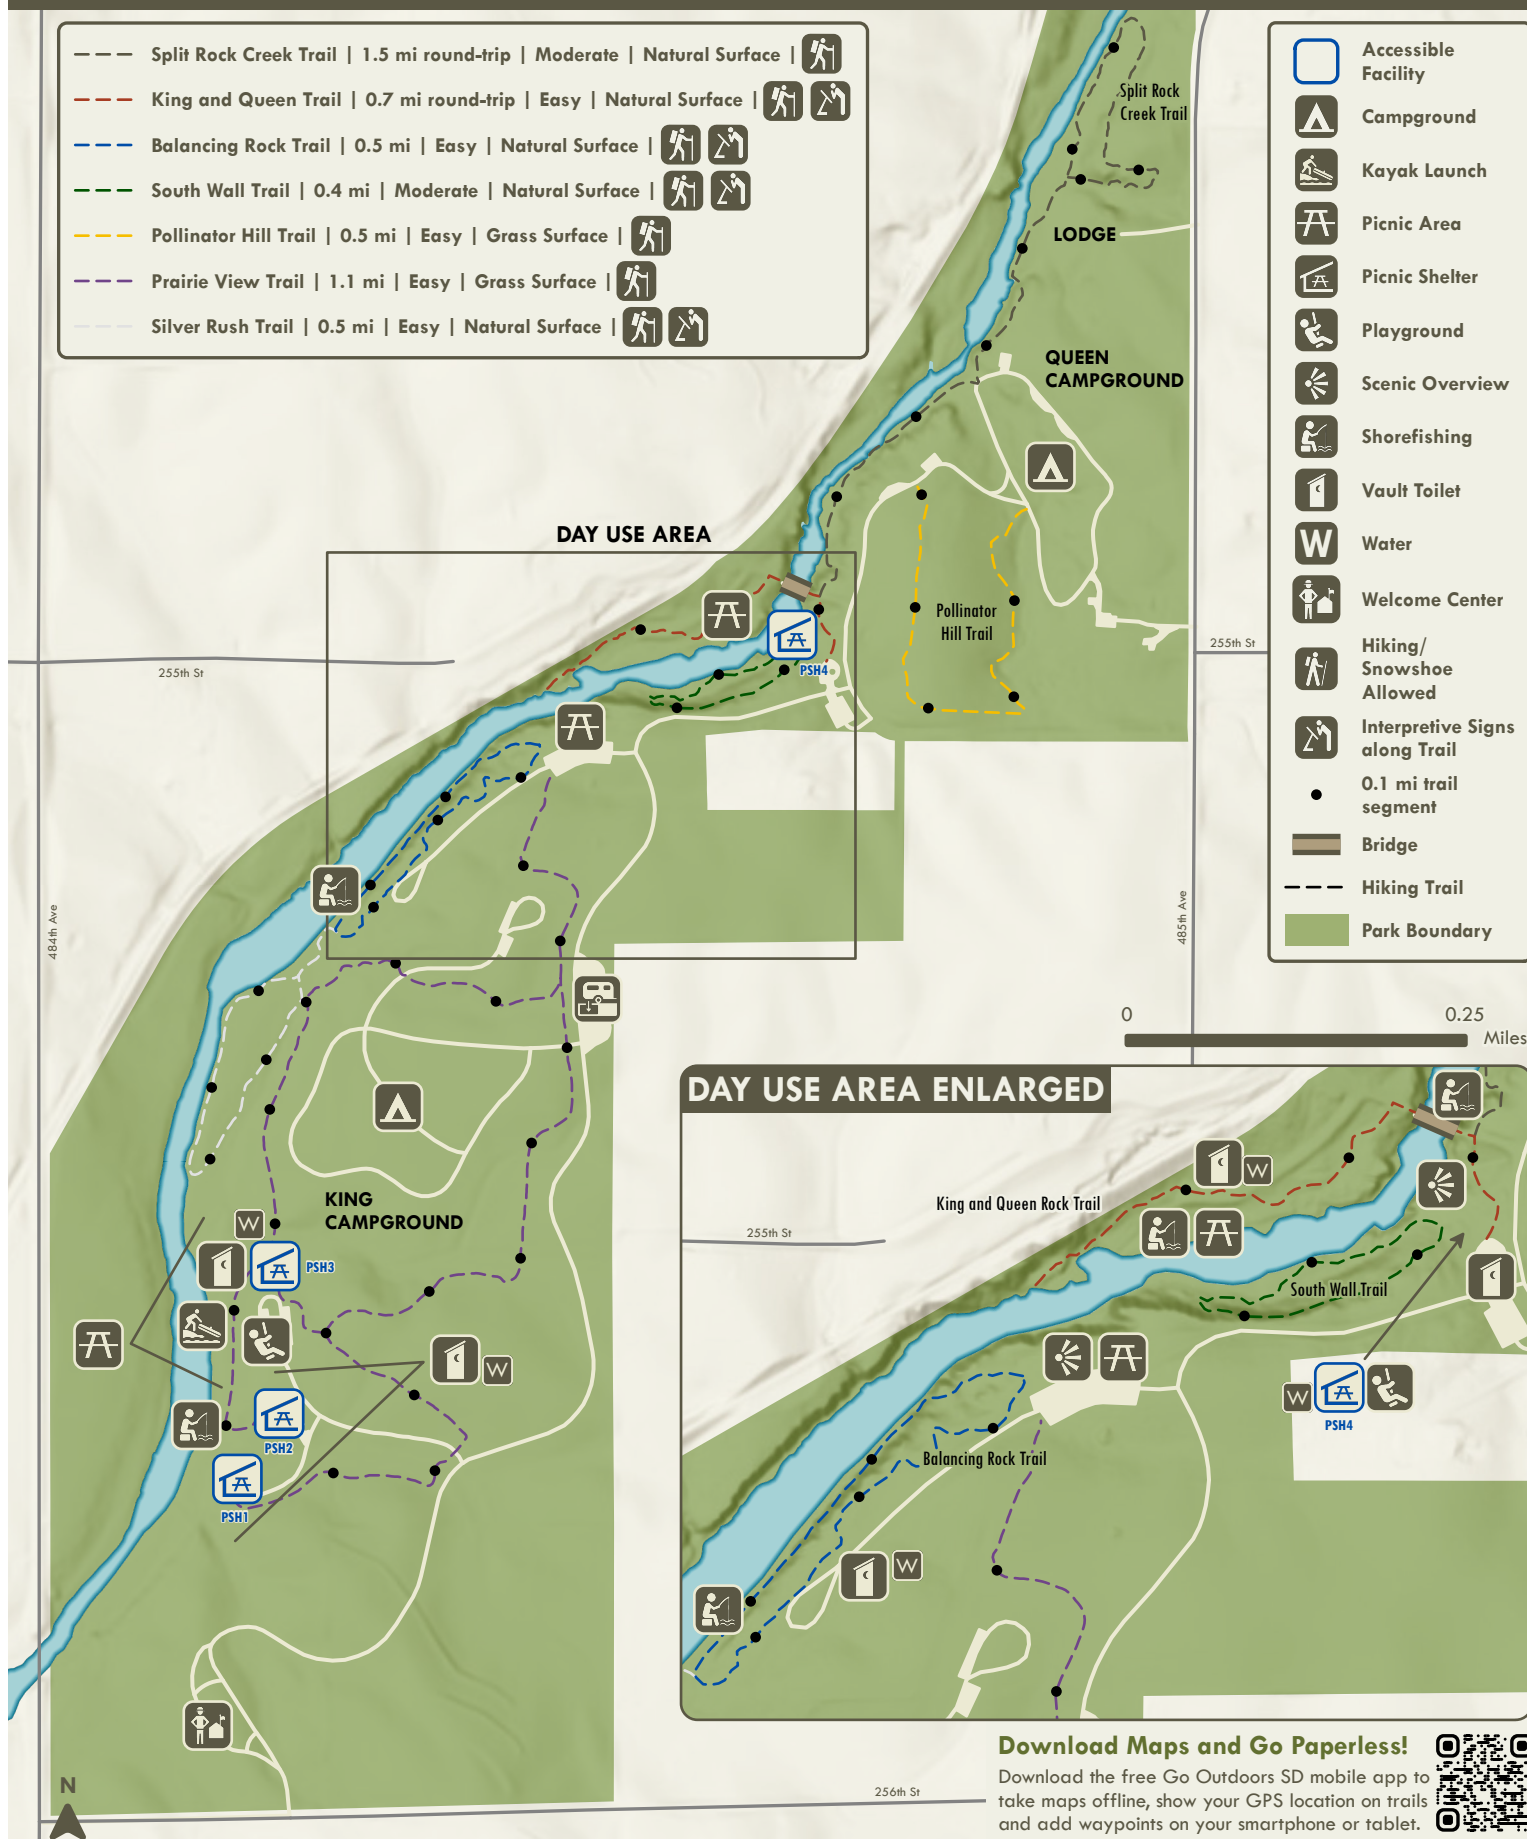 Split Rock Creek Trail | 1.5 mi round-trip | Moderate | Natural Surface |
King and Queen Trail | 0.7 mi round-trip | Easy | Natural Surface |
Balancing Rock Trail | 0.5 mi | Easy | Natural Surface |
South Wall Trail | 0.4 mi | Moderate | Natural Surface |
Pollinator Hill Trail | 0.5 mi | Easy | Grass Surface |
Prairie View Trail | 1.1 mi | Easy | Grass Surface |
Silver Rush Trail | 0.5 mi | Easy | Natural Surface |
Accessible
Facility
Campground
Kayak Launch
Picnic Area
Picnic Shelter
Playground
Scenic Overview
Shorefishing
Vault Toilet
W
Water
Welcome Center
Hiking/
Snowshoe
Allowed
Interpretive Signs
along Trail
0.1 mi trail
segment
Bridge
Hiking Trail
Park Boundary
Split Rock
Creek Trail
LODGE
QUEEN
CAMPGROUND
DAY USE AREA
Pollinator
Hill Trail
PSH4
255th St
255th St
484th Ave
485th Ave
0
0.25
Miles
KING
CAMPGROUND
W
PSH3
W
PSH2
PSH1
DAY USE AREA ENLARGED
W
King and Queen Rock Trail
255th St
South Wall Trail
W
PSH4
Balancing Rock Trail
W
N
256th St
Download Maps and Go Paperless!
Download the free Go Outdoors SD mobile app to
take maps offline, show your GPS location on trails
and add waypoints on your smartphone or tablet.